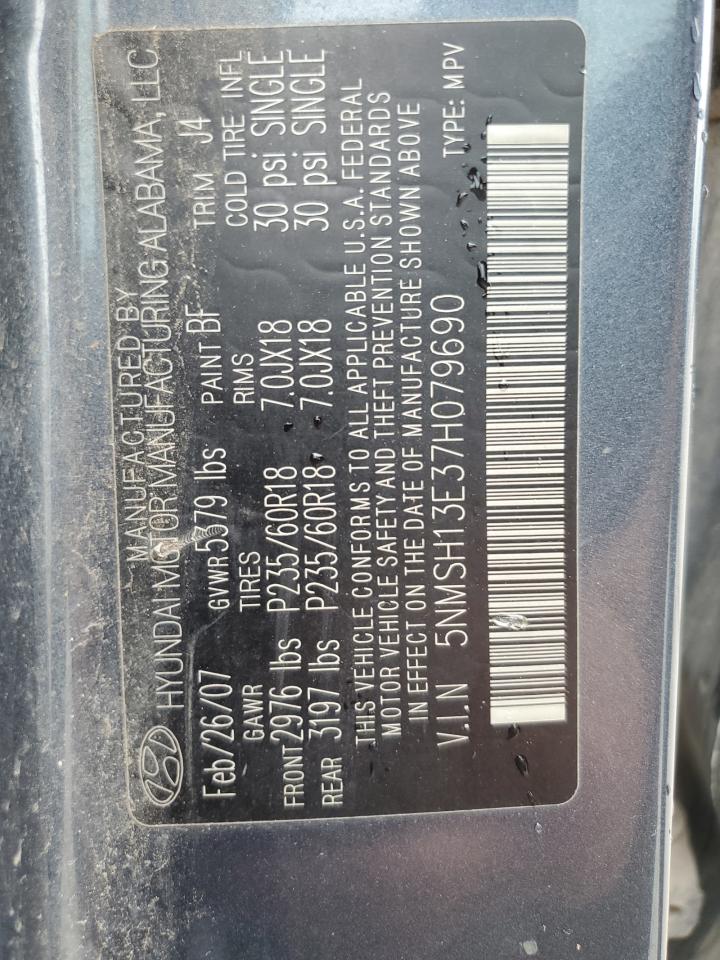 MANUFACTURED BY
HYUNDAI MOTOR MANUFACTURING ALABAMA, LLC.
Feb/26/07 GVWR 5579 lbs PAINT BF TRIM J4
GAWR TIRES RIMS COLD TIRE INFL
FRONT 2976 lbs P235/60R18 7.0JX18 30 psi SINGLE
REAR 3197 lbs P235/60R18 7.0JX18 30 psi SINGLE
THIS VEHICLE CONFORMS TO ALL APPLICABLE U.S.A. FEDERAL
MOTOR VEHICLE SAFETY AND THEFT PREVENTION STANDARDS
IN EFFECT ON THE DATE OF MANUFACTURE SHOWN ABOVE
V.I.N 5NMSH13E37H079690 TYPE: MPV